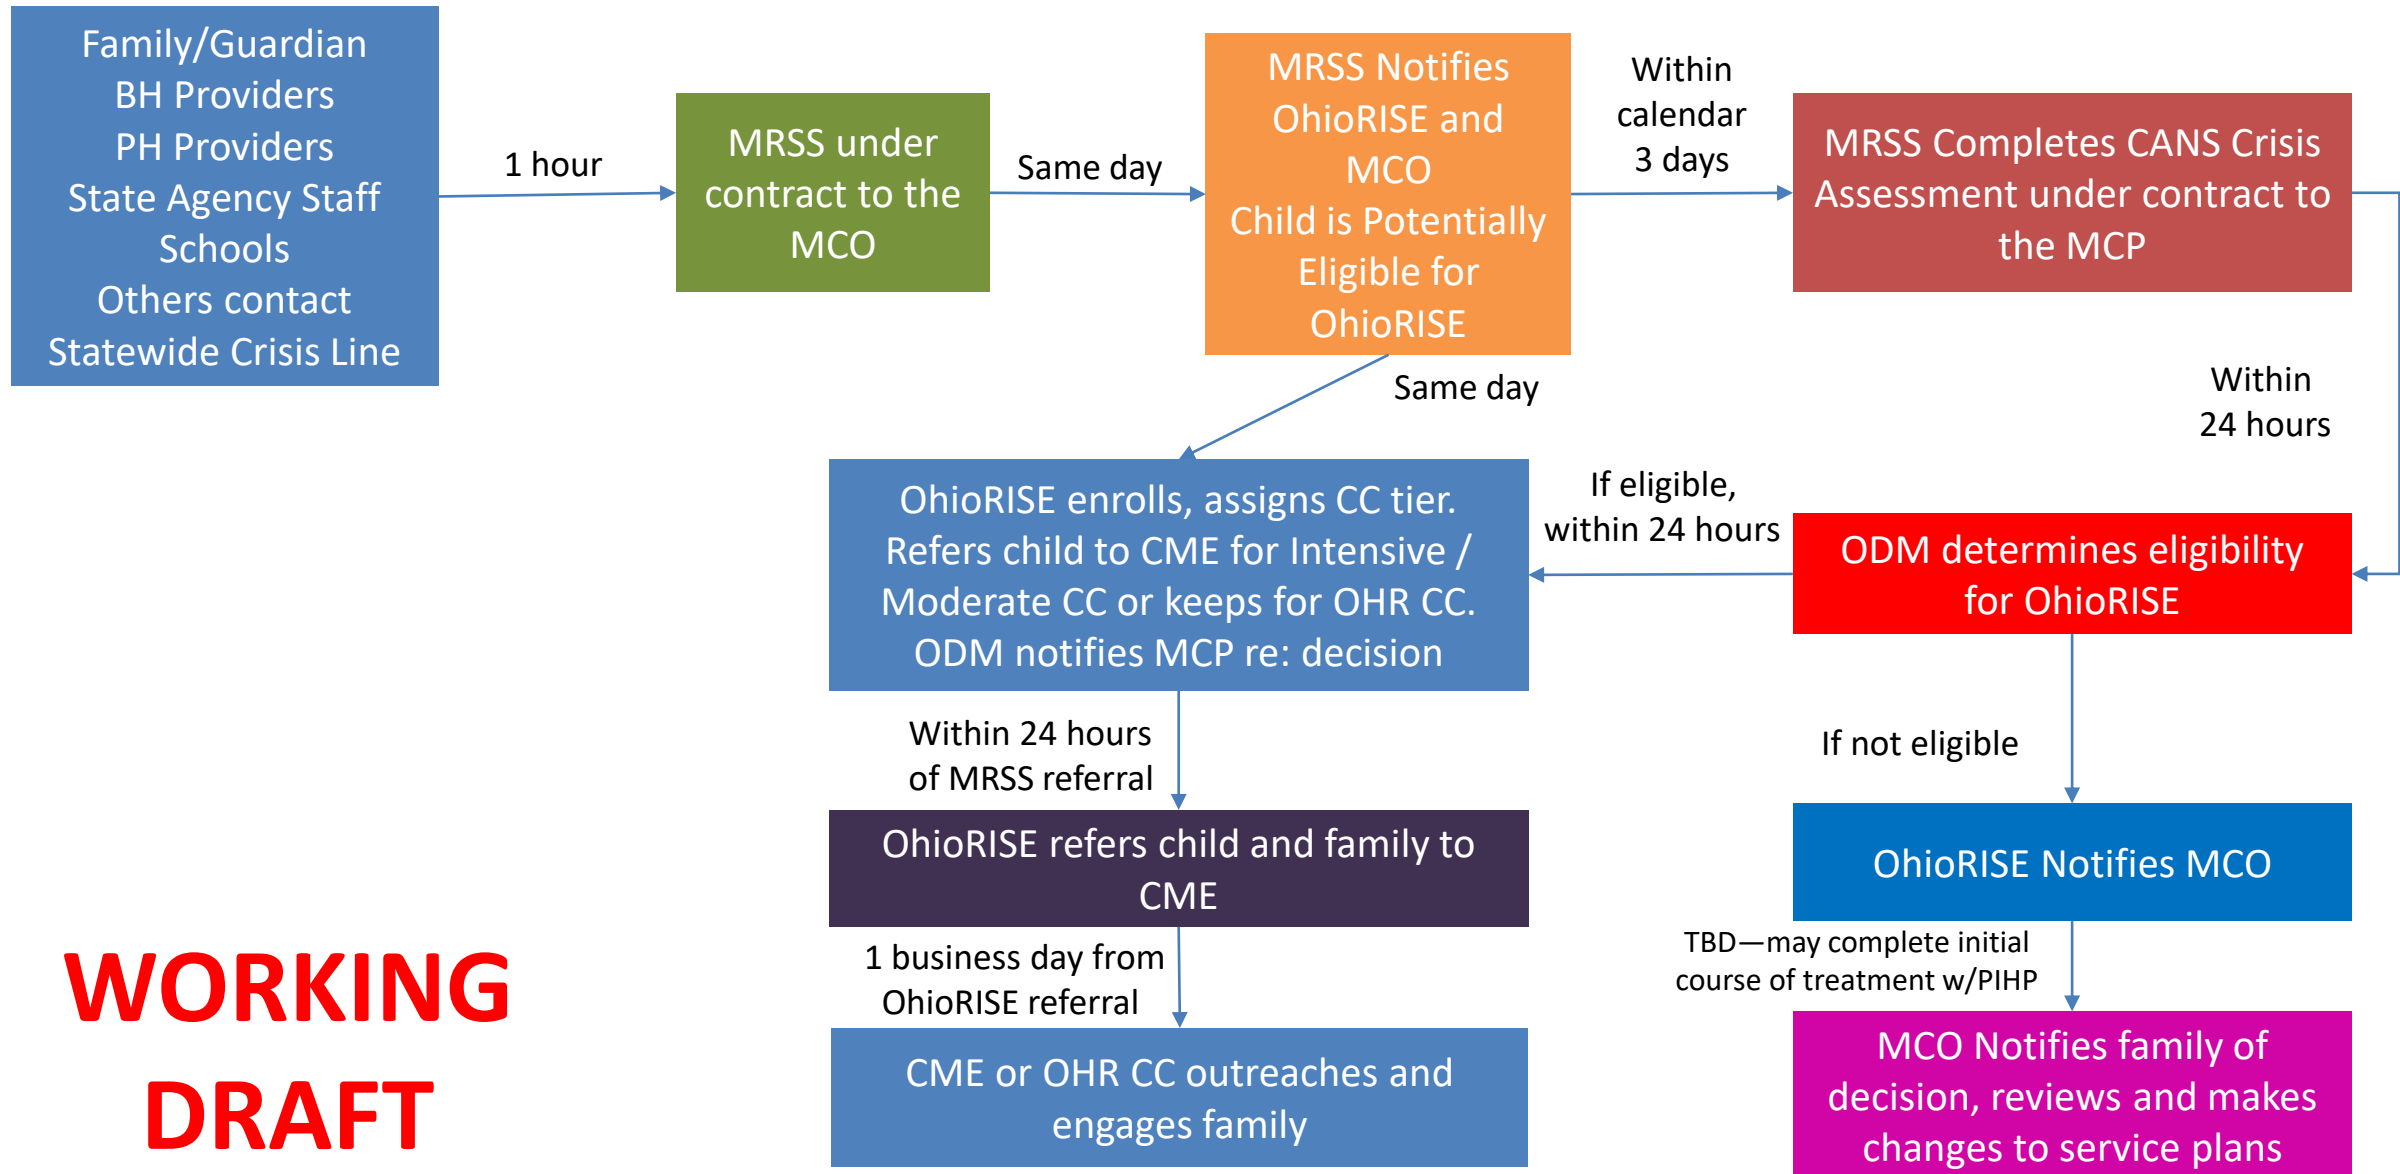 Family/Guardian
BH Providers
PH Providers
State Agency Staff
Schools
Others contact
Statewide Crisis Line
1 hour
MRSS under
contract to the
MCO
Same day
MRSS Notifies
OhioRISE and
MCO
Child is Potentially
Eligible for
OhioRISE
Within
calendar
3 days
MRSS Completes CANS Crisis
Assessment under contract to
the MCP
Same day
Within
24 hours
OhioRISE enrolls, assigns CC tier.
Refers child to CME for Intensive /
Moderate CC or keeps for OHR CC.
ODM notifies MCP re: decision
If eligible,
within 24 hours
ODM determines eligibility
for OhioRISE
Within 24 hours
of MRSS referral
If not eligible
OhioRISE refers child and family to
CME
OhioRISE Notifies MCO
1 business day from
OhioRISE referral
TBD—may complete initial
course of treatment w/PIHP
CME or OHR CC outreaches and
engages family
MCO Notifies family of
decision, reviews and makes
changes to service plans
WORKING
DRAFT